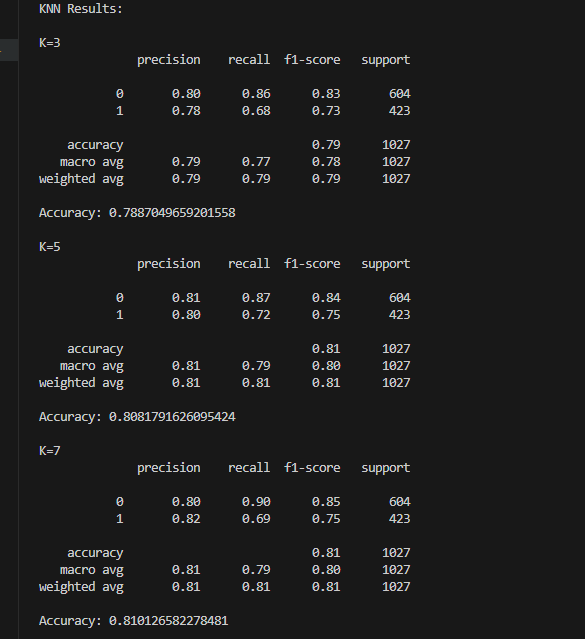 KNN Results:
K=3
precision recall f1-score support
0 0.80 0.86 0.83 604
1 0.78 0.68 0.73 423
accuracy 0.79 1027
macro avg 0.79 0.77 0.78 1027
weighted avg 0.79 0.79 0.79 1027
Accuracy: 0.7887049659201558
K=5
precision recall f1-score support
0 0.81 0.87 0.84 604
1 0.80 0.72 0.75 423
accuracy 0.81 1027
macro avg 0.81 0.79 0.80 1027
weighted avg 0.81 0.81 0.81 1027
Accuracy: 0.8081791626095424
K=7
precision recall f1-score support
0 0.80 0.90 0.85 604
1 0.82 0.69 0.75 423
accuracy 0.81 1027
macro avg 0.81 0.79 0.80 1027
weighted avg 0.81 0.81 0.81 1027
Accuracy: 0.810126582278481